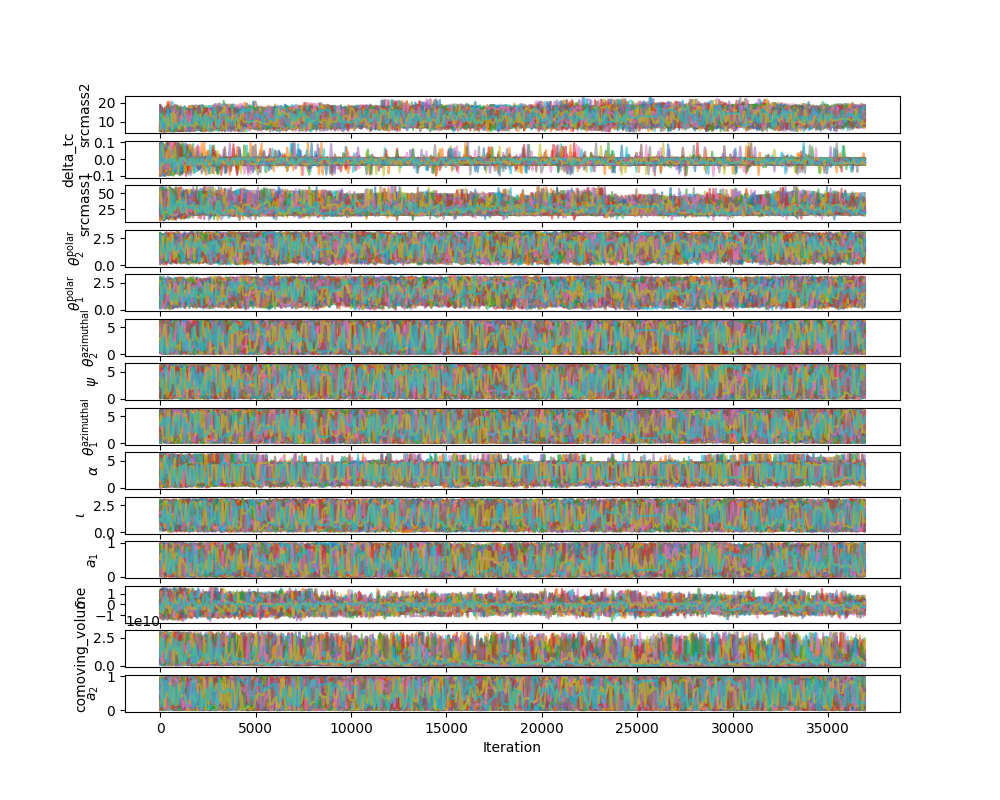 srcmass2
20
10
delta_tc
0.1
0.0
−0.1
srcmass1
50
25
θ₂^polar
2.5
0.0
θ₁^polar
2.5
0.0
θ₂^azimuthal
5
0
ψ
5
0
θ₁^azimuthal
5
0
α
5
0
ι
2.5
0.0
a₁
1
0
1
0
−1
comoving_volume
1e10
2.5
0.0
a₂
1
0
0 5000 10000 15000 20000 25000 30000 35000
Iteration